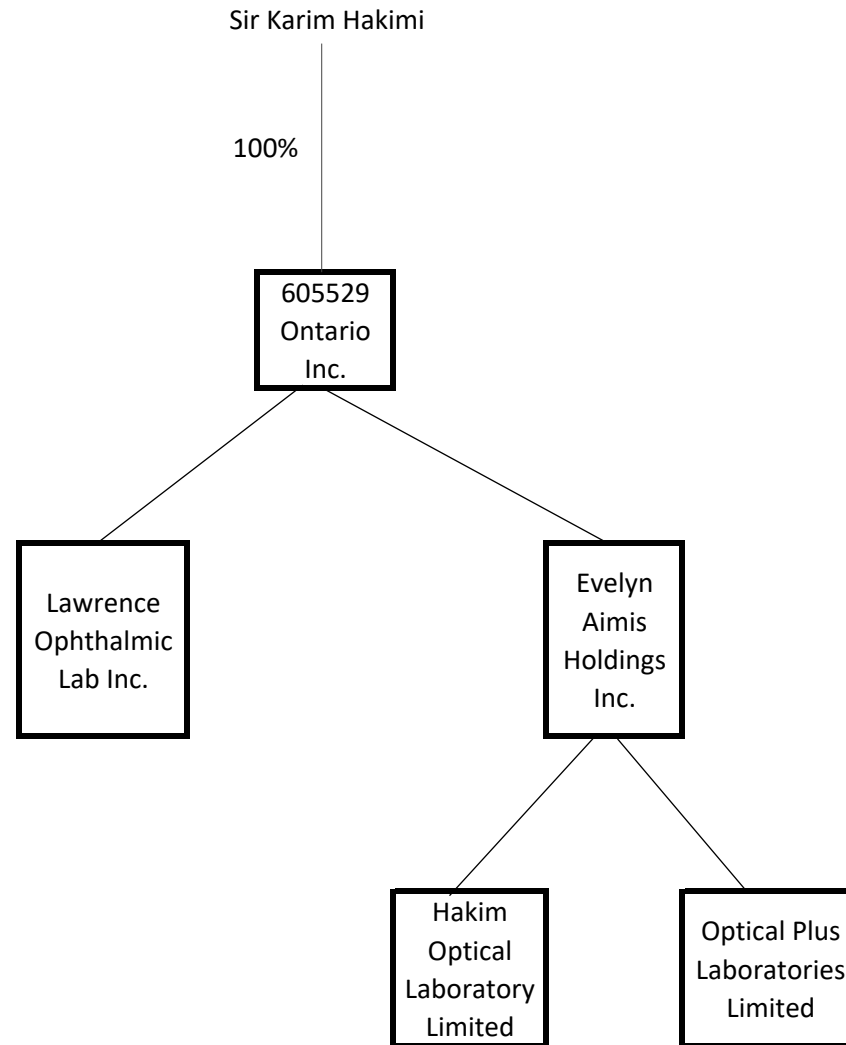 Sir Karim Hakimi
100%
605529
Ontario
Inc.
Lawrence
Ophthalmic
Lab Inc.
Evelyn
Aimis
Holdings
Inc.
Hakim
Optical
Laboratory
Limited
Optical Plus
Laboratories
Limited